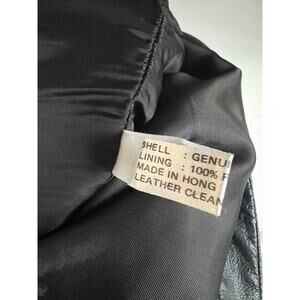 SHELL : GENU
LINING : 100%
MADE IN HONG
LEATHER CLEAN